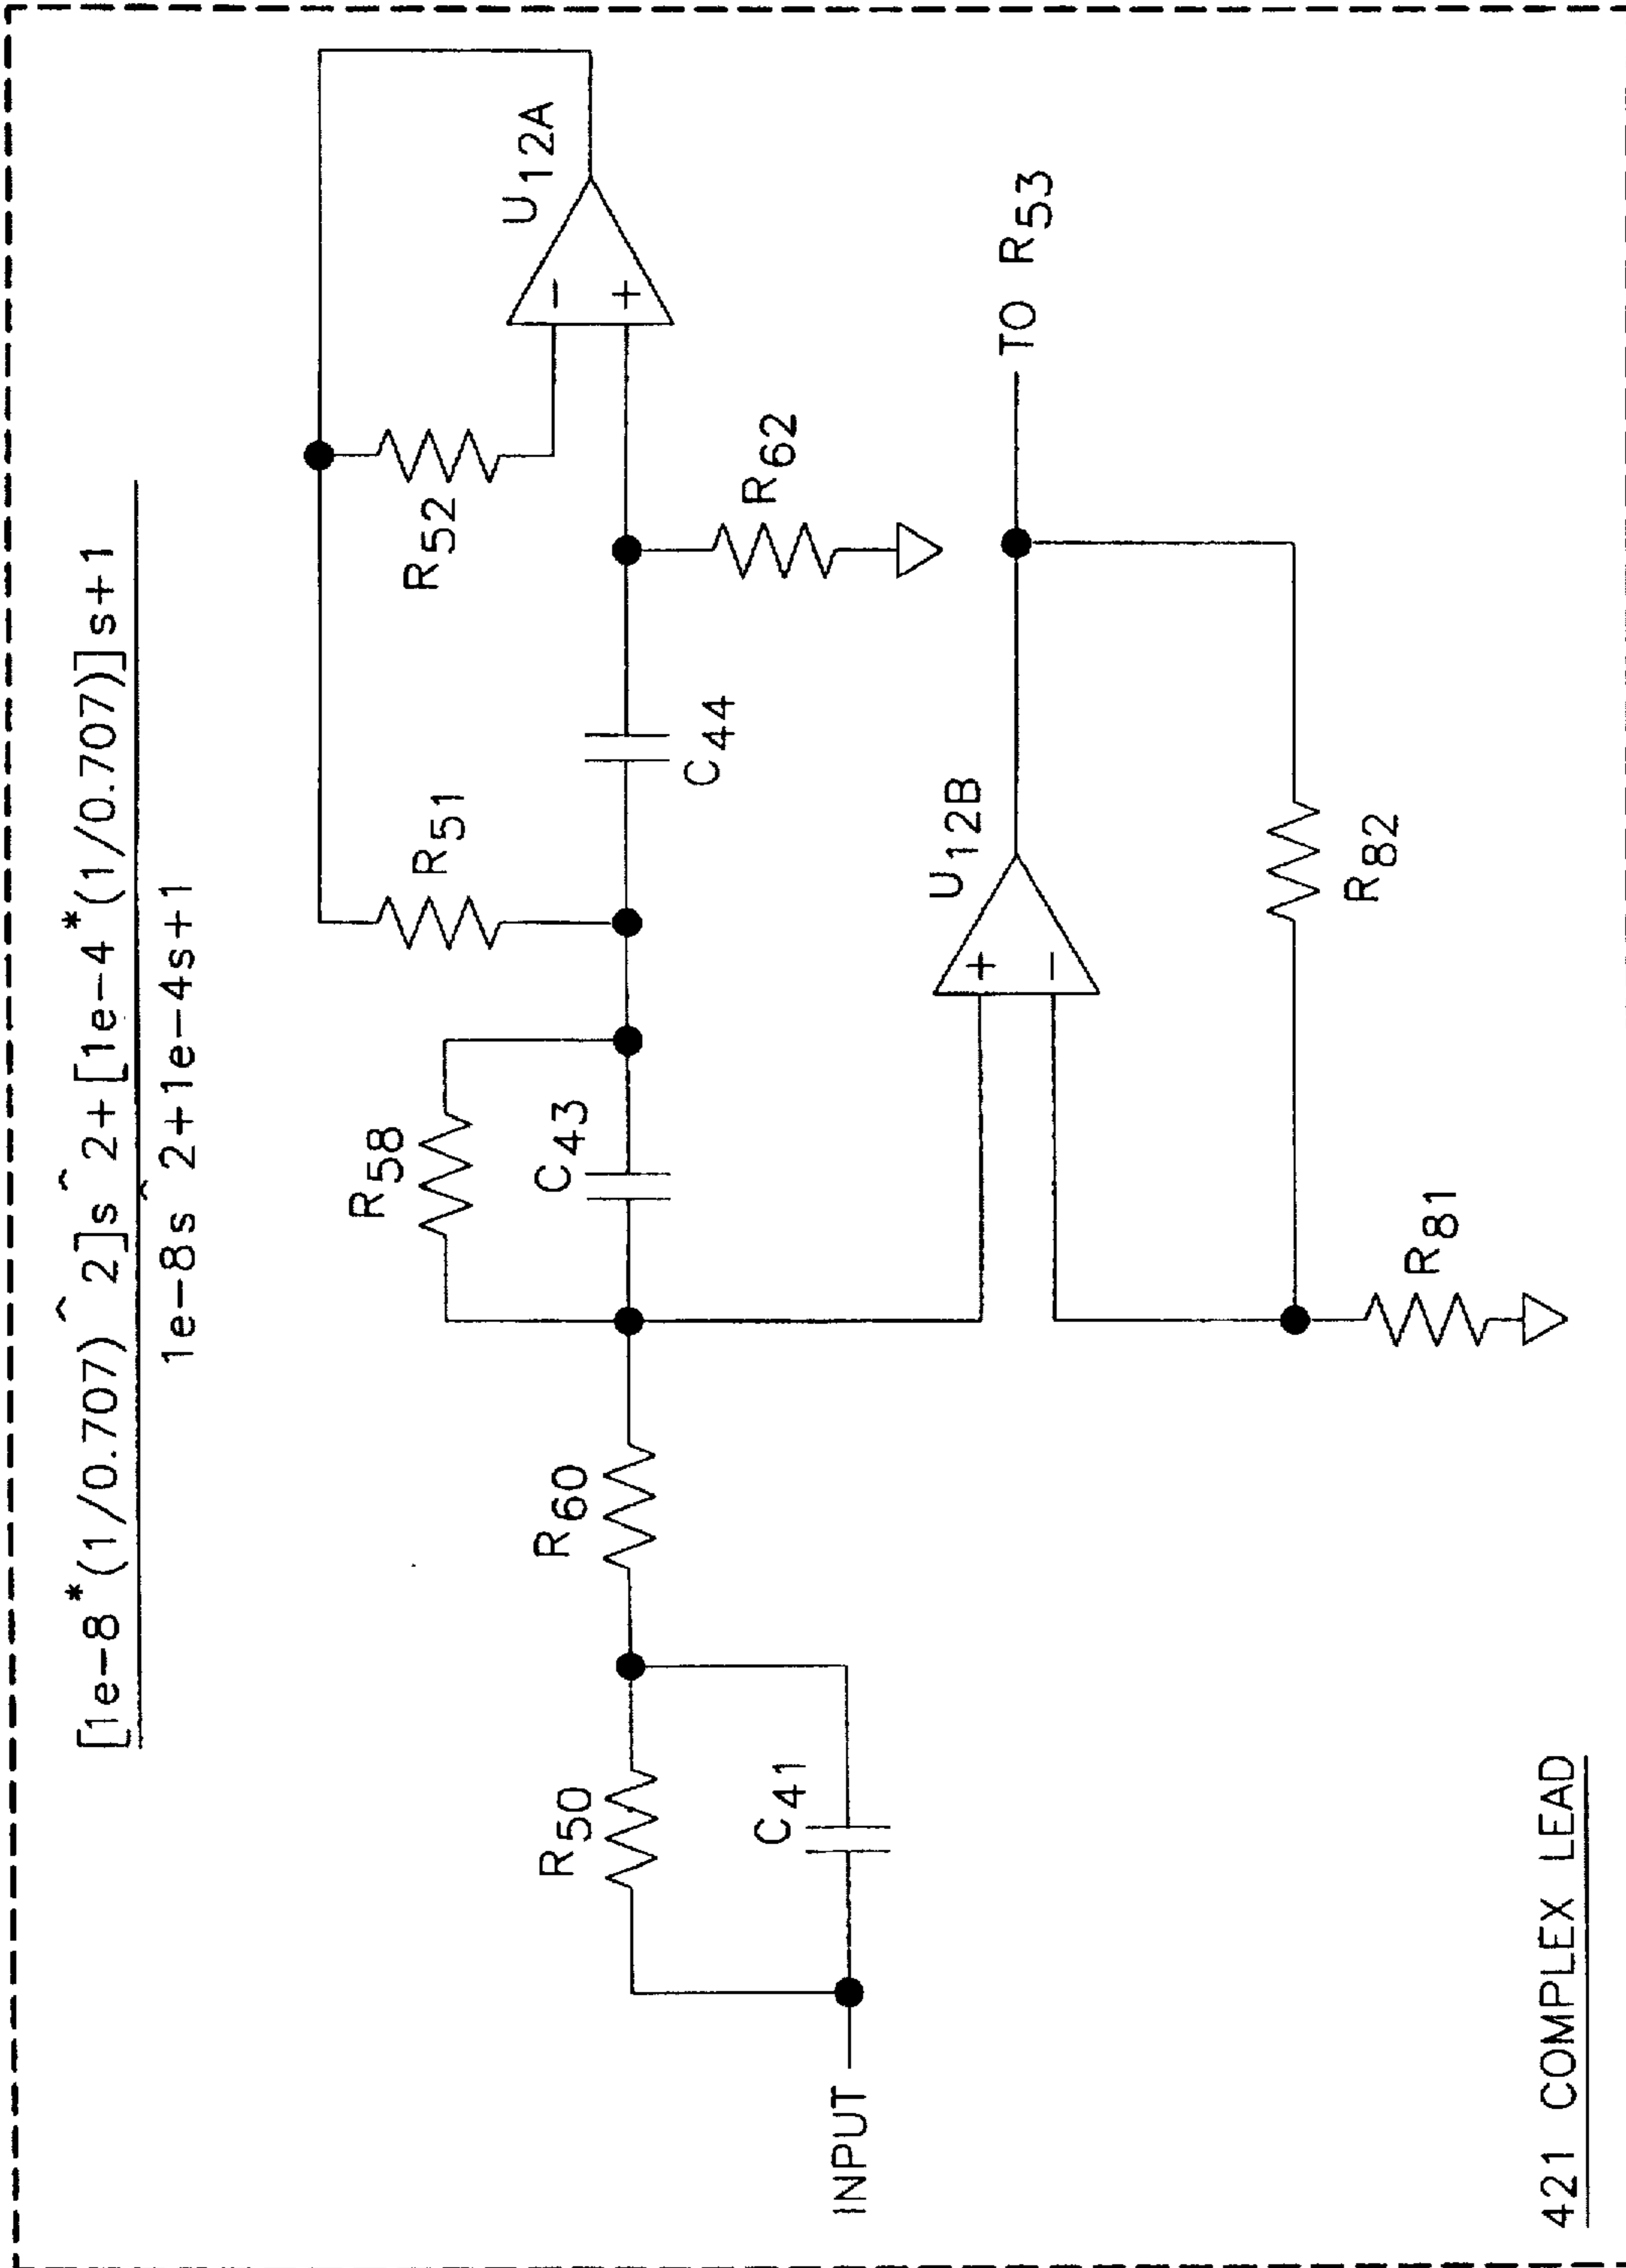 [1e-8*(1/0.707)^2]s^2+[1e-4*(1/0.707)]s+1
1e-8s^2+1e-4s+1
R52
U12A
R51
R58
C43
C44
R62
R50
R60
C41
INPUT
U12B
TO R53
-
+
+
-
R82
R81
421 COMPLEX LEAD